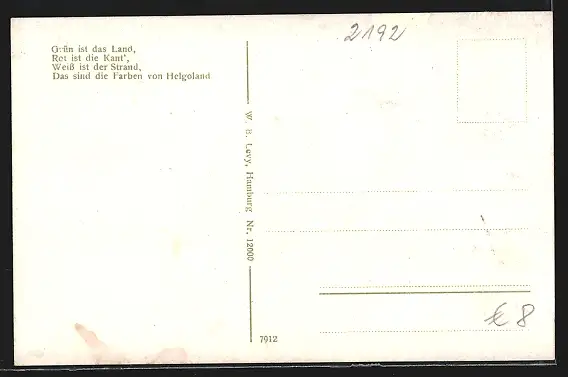 2192
Grün ist das Land,
Rot ist die Kant',
Weiß ist der Strand,
Das sind die Farben von Helgoland
W. B. Levy, Hamburg Nr. 12000
€ 8
7912